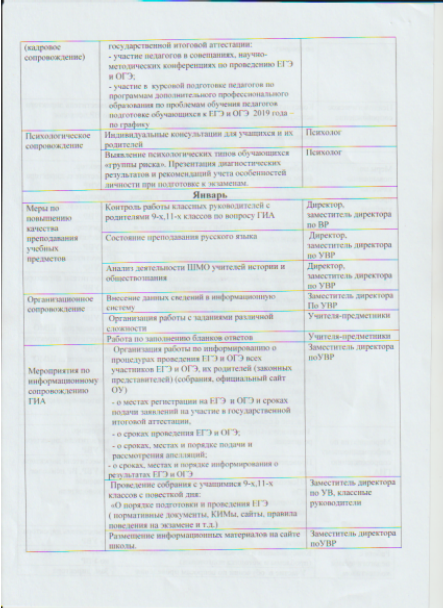 (кадровое
сопровождение)
государственной итоговой аттестации:
- участие педагогов в совещаниях, научно-
методических конференциях по проведению ЕГЭ
и ОГЭ;
- участие в курсовой подготовке педагогов по
программам дополнительного профессионального
образования по проблемам обучения педагогов
подготовке обучающихся к ЕГЭ и ОГЭ 2019 года –
по графику
Психологическое
сопровождение
Индивидуальные консультации для учащихся и их
родителей
Психолог
Выявление психологических типов обучающихся
«группы риска». Презентация диагностических
результатов и рекомендаций учета особенностей
личности при подготовке к экзаменам.
Психолог
Январь
Меры по
повышению
качества
преподавания
учебных
предметов
Контроль работы классных руководителей с
родителями 9-х,11-х классов по вопросу ГИА
Директор,
заместитель директора
по ВР
Состояние преподавания русского языка
Директор,
заместитель директора
по УВР
Анализ деятельности ШМО учителей истории и
обществознания
Директор,
заместитель директора
по УВР
Организационное
сопровождение
Внесение данных сведений в информационную
систему
Заместитель директора
По УВР
Организация работы с заданиями различной
сложности
Учителя-предметники
Работа по заполнению бланков ответов
Учителя-предметники
Мероприятия по
информационному
сопровождению
ГИА
Организация работы по информированию о
процедурах проведения ЕГЭ и ОГЭ всех
участников ЕГЭ и ОГЭ, их родителей (законных
представителей) (собрания, официальный сайт
ОУ)
- о местах регистрации на ЕГЭ и ОГЭ и сроках
подачи заявлений на участие в государственной
итоговой аттестации,
- о сроках проведения ЕГЭ и ОГЭ;
- о сроках, местах и порядке подачи и
рассмотрения апелляций;
- о сроках, местах и порядке информирования о
результатах ЕГЭ и ОГЭ
Заместитель директора
поУВР
Проведение собрания с учащимися 9-х,11-х
классов с повесткой дня:
«О порядке подготовки и проведения ЕГЭ
( нормативные документы, КИМы, сайты, правила
поведения на экзамене и т.д.)
Заместитель директора
по УВ, классные
руководители
Размещение информационных материалов на сайте
школы.
Заместитель директора
поУВР